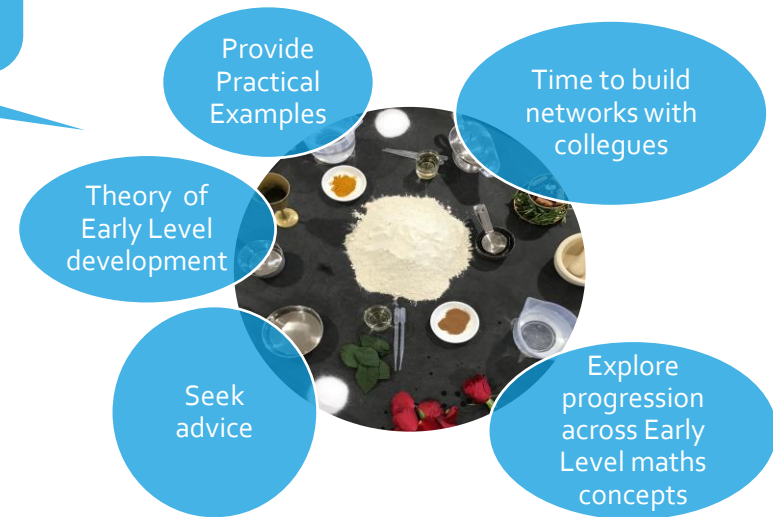 Provide
Practical
Examples
Time to build
networks with
collegues
Theory of
Early Level
development
Seek
advice
Explore
progression
across Early
Level maths
concepts